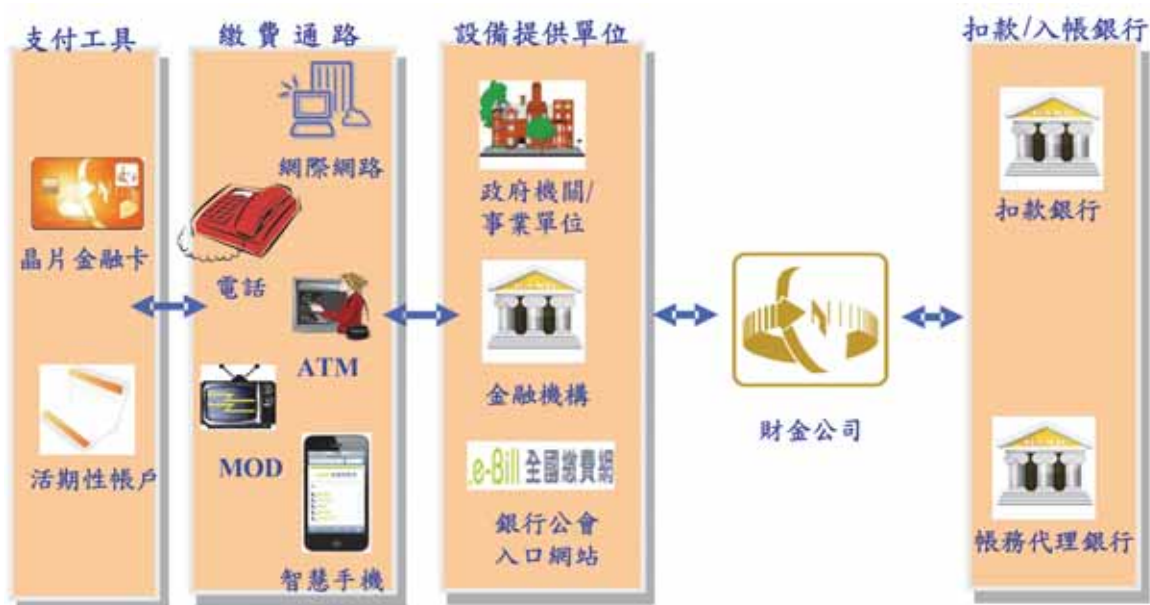 支付工具
晶片金融卡
活期性帳戶
繳費通路
網際網路
電話
ATM
MOD
智慧手機
設備提供單位
政府機關/
事業單位
金融機構
e-Bill 全國繳費網
銀行公會
入口網站
財金公司
扣款/入帳銀行
扣款銀行
帳務代理銀行